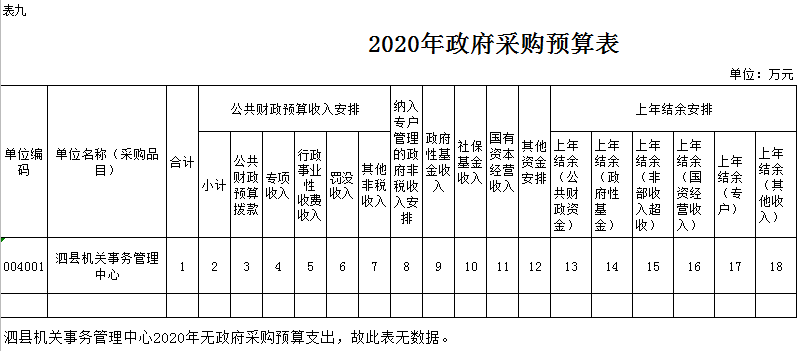 表九
2020年政府采购预算表
单位：万元
单位编码
单位名称（采购品目）
合计
公共财政预算收入安排
小计
公共财政预算拨款
专项收入
行政事业性收费收入
罚没收入
其他非税收入
纳入专户管理的政府非税收入安排
政府性基金收入
社保基金收入
国有资本经营收入
其他资金安排
上年结余安排
上年结余（公共财政资金）
上年结余（政府性基金）
上年结余（非部收入超收）
上年结余（国资经营收入）
上年结余（专户）
上年结余（其他收入）
004001 泗县机关事务管理中心 1 2 3 4 5 6 7 8 9 10 11 12 13 14 15 16 17 18
泗县机关事务管理中心2020年无政府采购预算支出，故此表无数据。